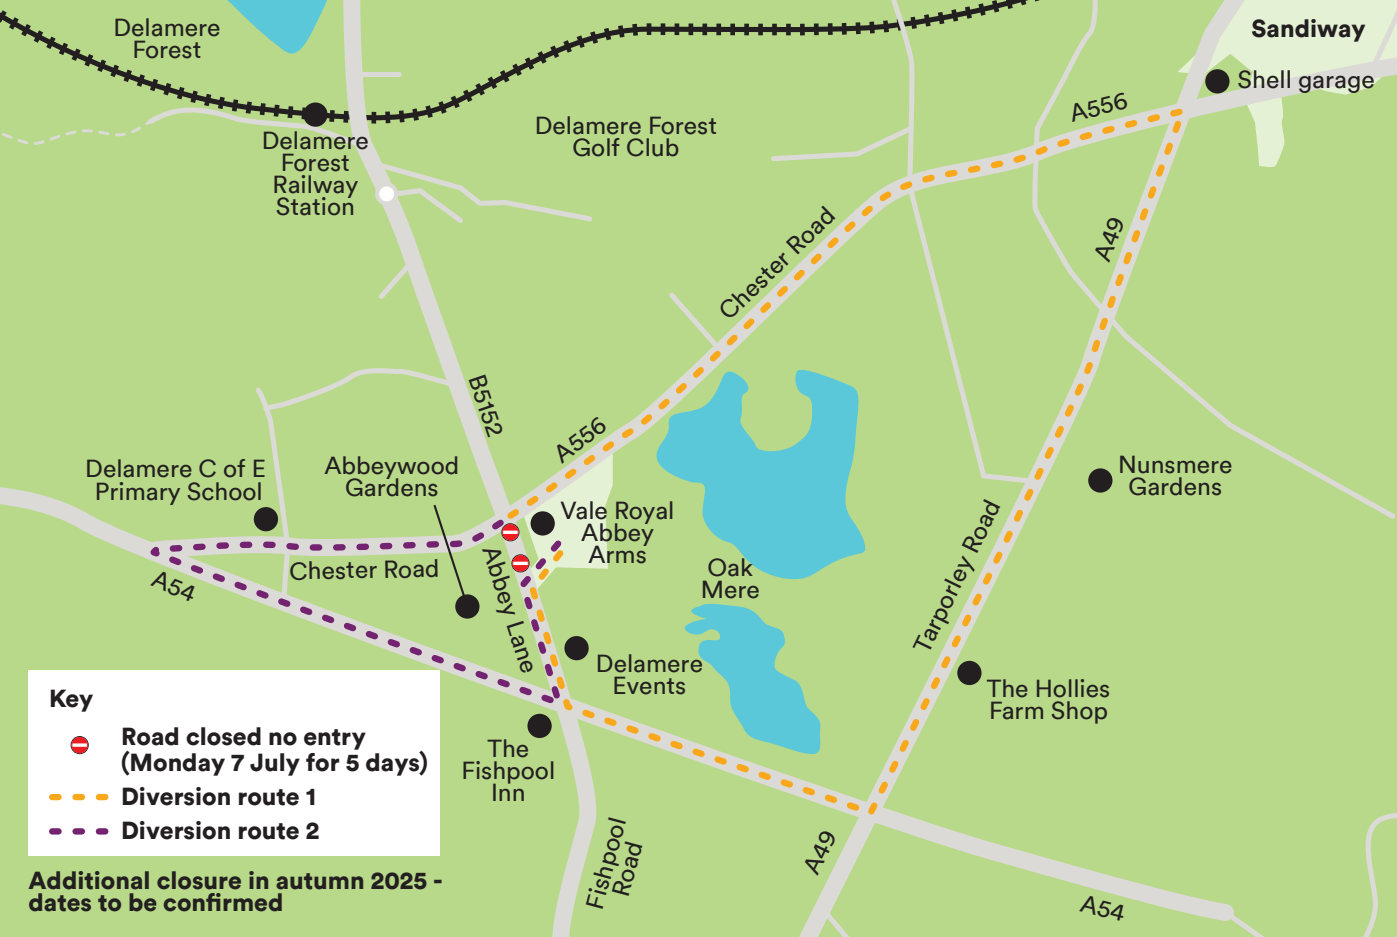 Delamere
Forest
Sandiway
Shell garage
A556
Delamere Forest
Golf Club
Delamere
Forest
Railway
Station
A49
Chester Road
B5152
A556
Delamere C of E
Primary School
Abbeywood
Gardens
Nunsmere
Gardens
Vale Royal
Abbey
Arms
Chester Road
A54
Abbey Lane
Oak
Mere
Tarporley Road
Delamere
Events
The Hollies
Farm Shop
The
Fishpool
Inn
Key
Road closed no entry
(Monday 7 July for 5 days)
Diversion route 1
Diversion route 2
Fishpool
Road
A49
A54
Additional closure in autumn 2025 -
dates to be confirmed